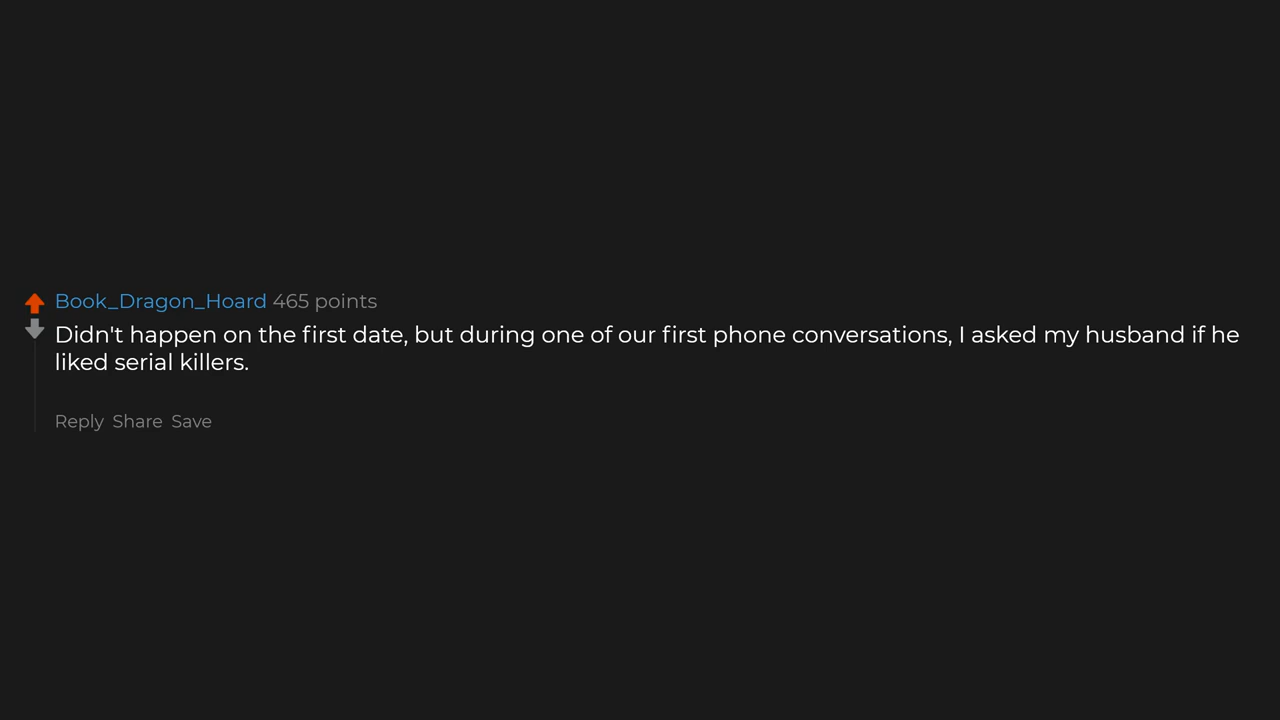 Book_Dragon_Hoard 465 points
Didn't happen on the first date, but during one of our first phone conversations, I asked my husband if he
liked serial killers.
Reply Share Save